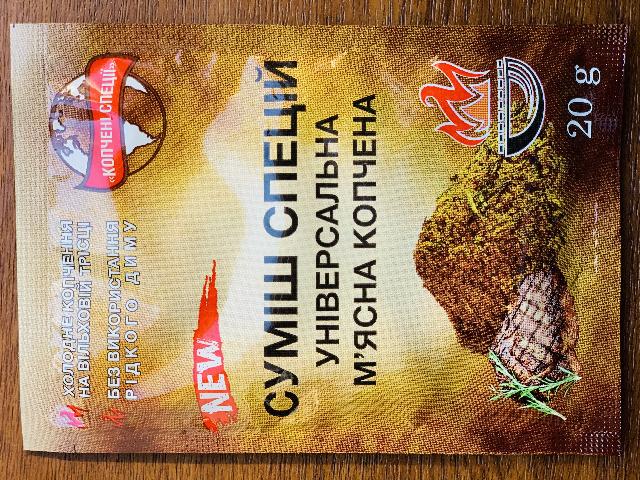 «КОПЧЕНІ СПЕЦІЇ»
ХОЛОДНЕ КОПЧЕННЯ
НА ВІЛЬХОВІЙ ТРІСЦІ
БЕЗ ВИКОРИСТАННЯ
РІДКОГО ДИМУ
NEW
СУМІШ СПЕЦІЙ
УНІВЕРСАЛЬНА
М'ЯСНА КОПЧЕНА
20 g